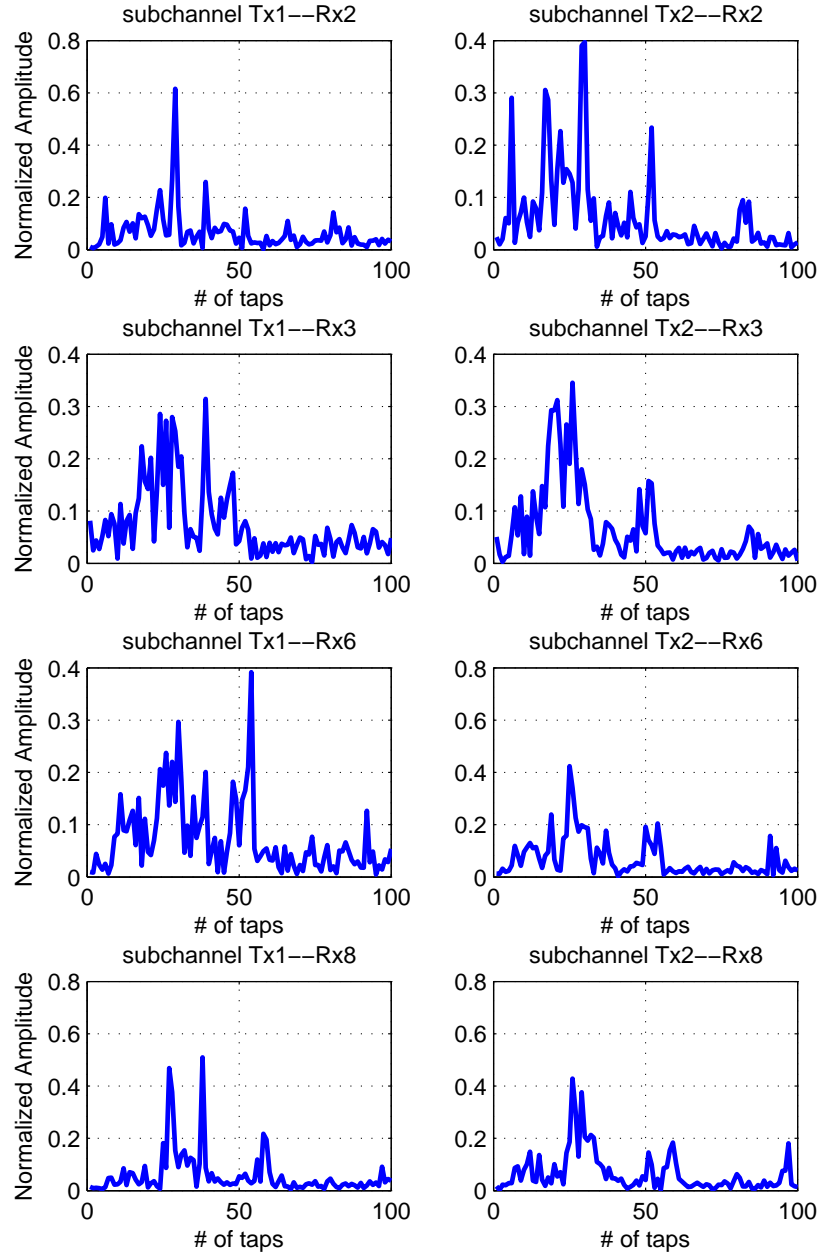 subchannel Tx1−−Rx2
Normalized Amplitude
0.8
0.6
0.4
0.2
0
0 50 100
# of taps
subchannel Tx2−−Rx2
0.4
0.3
0.2
0.1
0
0 50 100
# of taps
subchannel Tx1−−Rx3
Normalized Amplitude
0.4
0.3
0.2
0.1
0
0 50 100
# of taps
subchannel Tx2−−Rx3
0.4
0.3
0.2
0.1
0
0 50 100
# of taps
subchannel Tx1−−Rx6
Normalized Amplitude
0.4
0.3
0.2
0.1
0
0 50 100
# of taps
subchannel Tx2−−Rx6
0.8
0.6
0.4
0.2
0
0 50 100
# of taps
subchannel Tx1−−Rx8
Normalized Amplitude
0.8
0.6
0.4
0.2
0
0 50 100
# of taps
subchannel Tx2−−Rx8
0.8
0.6
0.4
0.2
0
0 50 100
# of taps